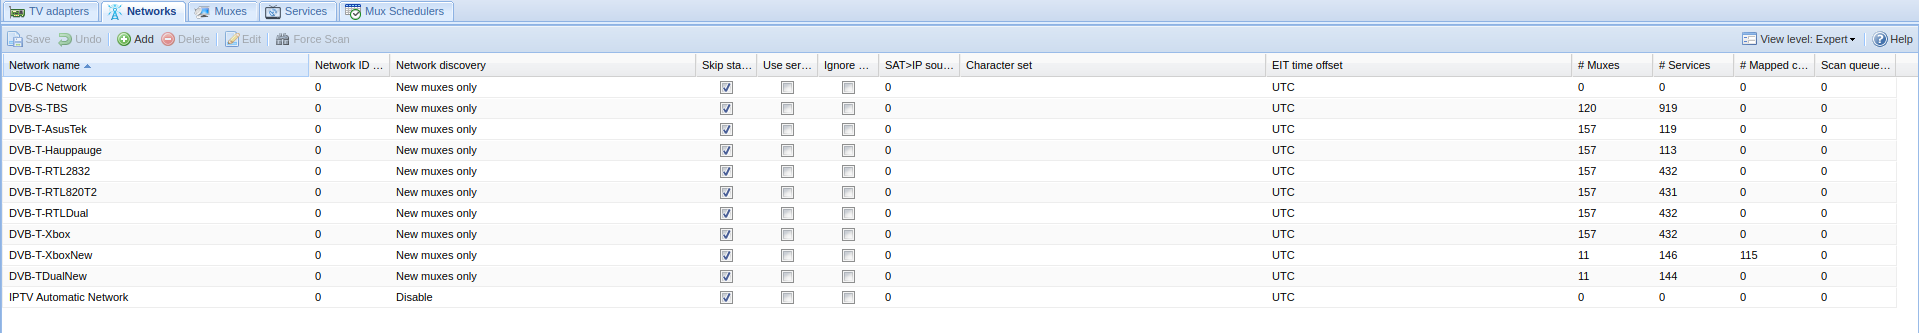 TV adapters Networks Muxes Services Mux Schedulers
Save Undo Add Delete Edit Force Scan View level: Expert Help
Network name Network ID ... Network discovery Skip sta... Use ser... Ignore ... SAT>IP sou... Character set EIT time offset # Muxes # Services # Mapped c... Scan queue...
DVB-C Network 0 New muxes only 0 UTC 0 0 0 0
DVB-S-TBS 0 New muxes only 0 UTC 120 919 0 0
DVB-T-AsusTek 0 New muxes only 0 UTC 157 119 0 0
DVB-T-Hauppauge 0 New muxes only 0 UTC 157 113 0 0
DVB-T-RTL2832 0 New muxes only 0 UTC 157 432 0 0
DVB-T-RTL820T2 0 New muxes only 0 UTC 157 431 0 0
DVB-T-RTLDual 0 New muxes only 0 UTC 157 432 0 0
DVB-T-Xbox 0 New muxes only 0 UTC 157 432 0 0
DVB-T-XboxNew 0 New muxes only 0 UTC 11 146 115 0
DVB-TDualNew 0 New muxes only 0 UTC 11 144 0 0
IPTV Automatic Network 0 Disable 0 UTC 0 0 0 0